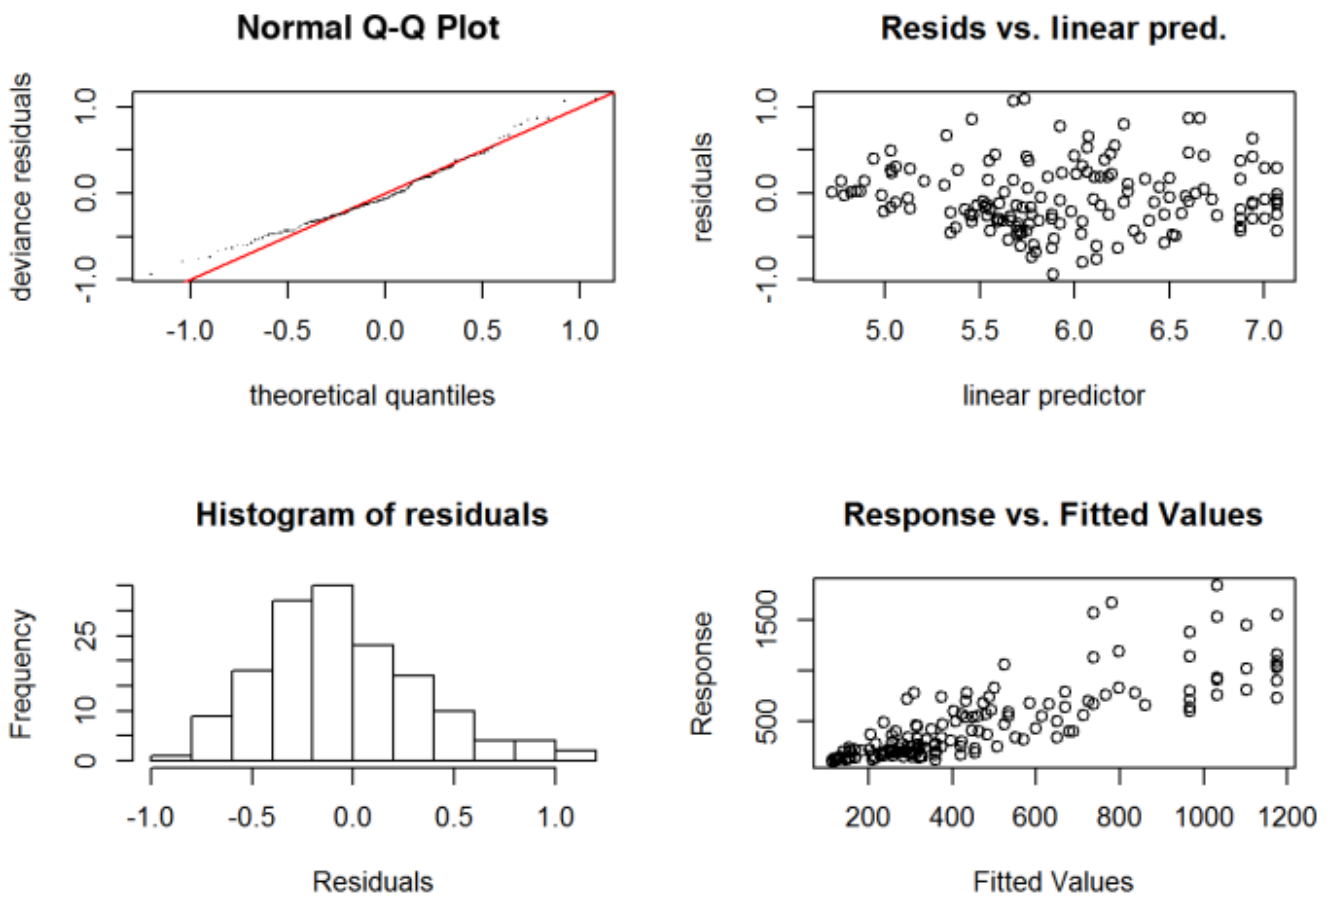 Normal Q-Q Plot
deviance residuals
-1.0 0.0 1.0
-1.0 -0.5 0.0 0.5 1.0
theoretical quantiles
Resids vs. linear pred.
residuals
-1.0 0.0 1.0
5.0 5.5 6.0 6.5 7.0
linear predictor
Histogram of residuals
Frequency
0 10 25
-1.0 -0.5 0.0 0.5 1.0
Residuals
Response vs. Fitted Values
Response
500 1500
200 400 600 800 1000 1200
Fitted Values